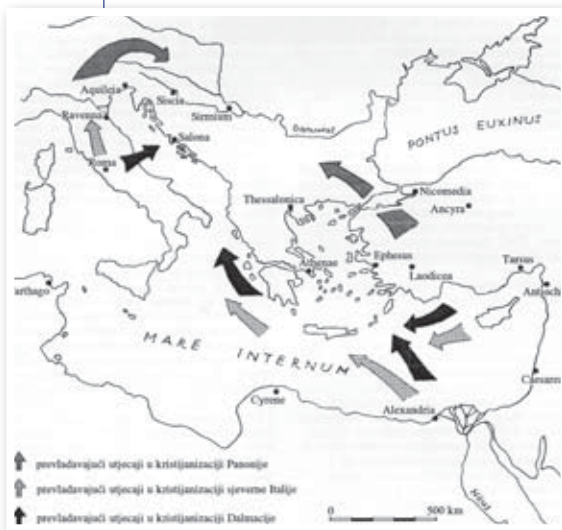 Aquileia
Siscia
Sirmium
Ravenna
Danuvius
PONTUS EUXINUS
Salona
Roma
Nicomedia
Thessalonica
Ancyra
Ephesus
Athenae
Laodicea
Tarsus
Antioch
arthago
MARE INTERNUM
Caesarea
Cyrene
Alexandria
Nilus
prevladavajući utjecaji u kristijanizaciji Panonije
prevladavajući utjecaji u kristijanizaciji sjeverne Italije
prevladavajući utjecaji u kristijanizaciji Dalmacije
0 500 km